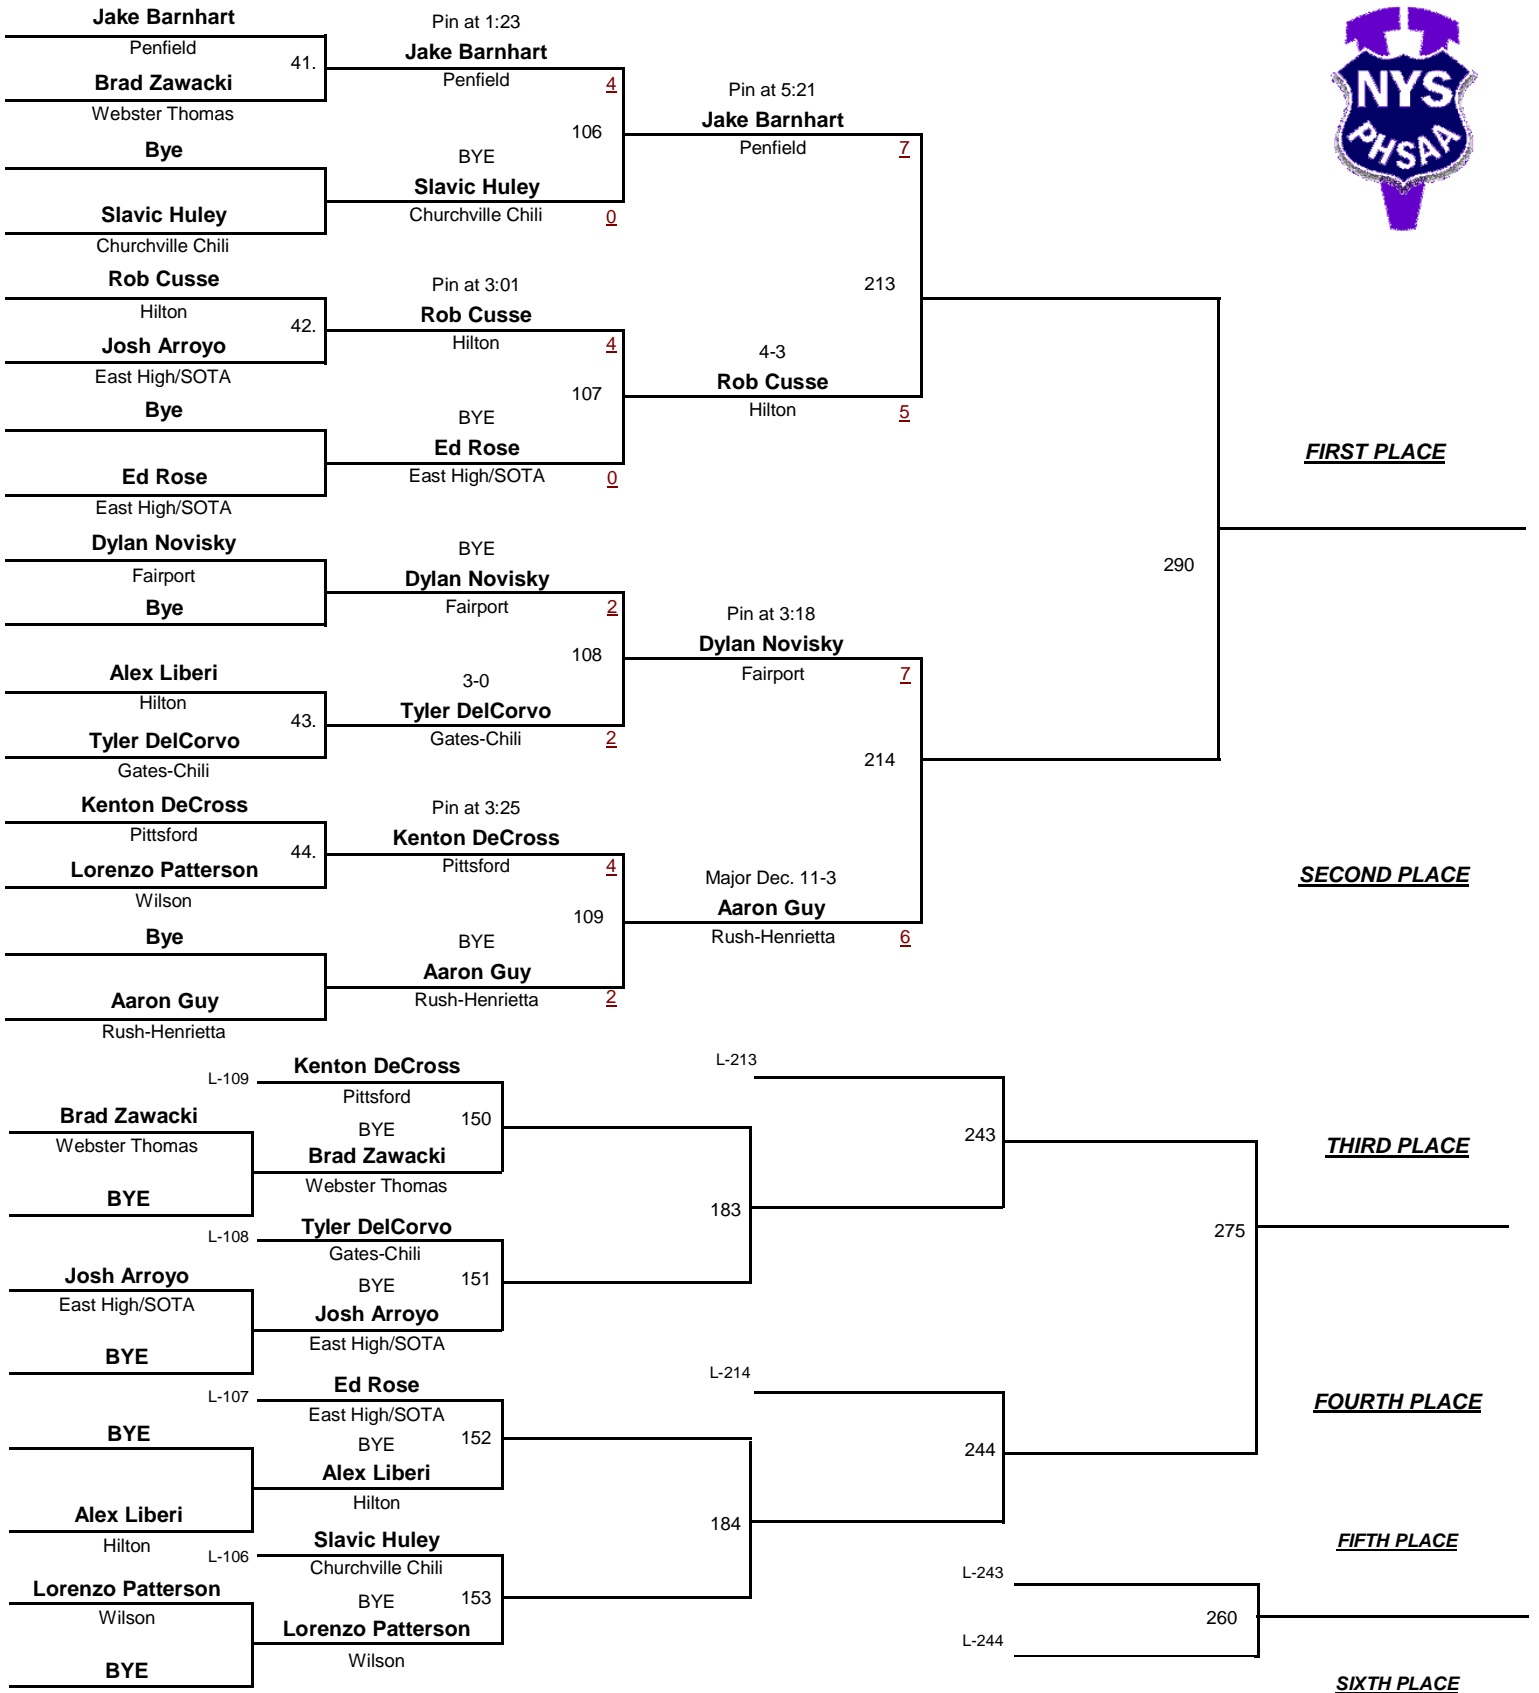 Jake Barnhart
Penfield
41.
Brad Zawacki
Webster Thomas
Bye
Slavic Huley
Churchville Chili
Rob Cusse
Hilton
42.
Josh Arroyo
East High/SOTA
Bye
Ed Rose
East High/SOTA
Dylan Novisky
Fairport
Bye
Alex Liberi
Hilton
43.
Tyler DelCorvo
Gates-Chili
Kenton DeCross
Pittsford
44.
Lorenzo Patterson
Wilson
Bye
Aaron Guy
Rush-Henrietta
Pin at 1:23
Jake Barnhart
Penfield
4
106
BYE
Slavic Huley
Churchville Chili
0
Pin at 3:01
Rob Cusse
Hilton
4
107
BYE
Ed Rose
East High/SOTA
0
BYE
Dylan Novisky
Fairport
2
108
3-0
Tyler DelCorvo
Gates-Chili
2
Pin at 3:25
Kenton DeCross
Pittsford
4
109
BYE
Aaron Guy
Rush-Henrietta
2
Pin at 5:21
Jake Barnhart
Penfield
7
213
4-3
Rob Cusse
Hilton
5
Pin at 3:18
Dylan Novisky
Fairport
7
214
Major Dec. 11-3
Aaron Guy
Rush-Henrietta
6
290
NYS
PHSAA
FIRST PLACE
SECOND PLACE
L-109
Kenton DeCross
Pittsford
Brad Zawacki
Webster Thomas
BYE
150
BYE
Brad Zawacki
Webster Thomas
L-108
Tyler DelCorvo
Gates-Chili
Josh Arroyo
East High/SOTA
BYE
151
BYE
Josh Arroyo
East High/SOTA
L-107
Ed Rose
East High/SOTA
BYE
BYE
152
Alex Liberi
Hilton
Alex Liberi
Hilton
L-106
Slavic Huley
Churchville Chili
Lorenzo Patterson
Wilson
BYE
153
BYE
Lorenzo Patterson
Wilson
183
184
L-213
243
L-214
244
275
L-243
260
L-244
THIRD PLACE
FOURTH PLACE
FIFTH PLACE
SIXTH PLACE